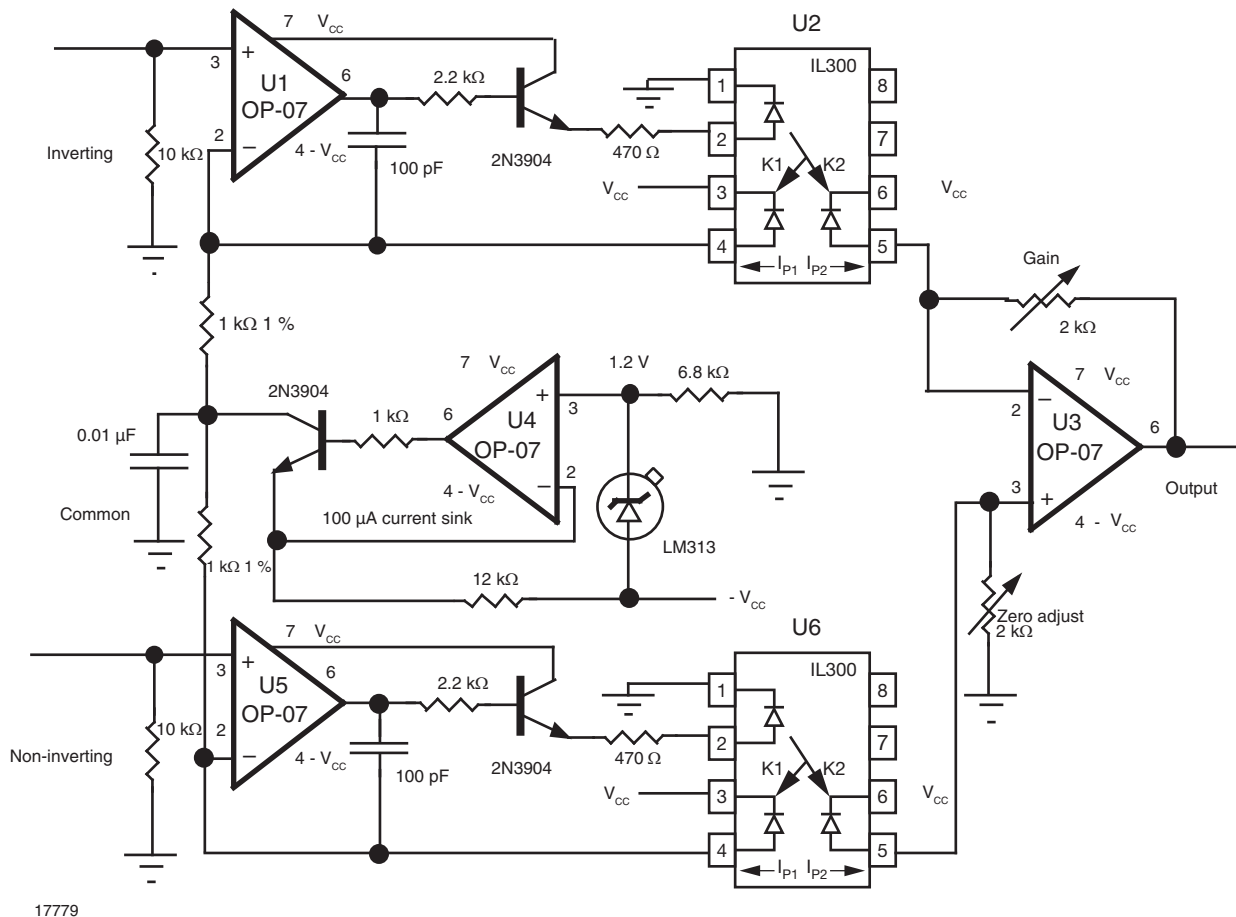 U2
7 V_CC
3
+
U1
OP-07
6
2.2 kΩ
IL300
1
8
2
−
10 kΩ
Inverting
4 - V_CC
100 pF
2N3904
470 Ω
2
7
K1 K2
V_CC
3
6
V_CC
4
5
I_P1 I_P2
Gain
2 kΩ
1 kΩ 1 %
2N3904
1 kΩ
7 V_CC
6
U4
OP-07
+
3
1.2 V
6.8 kΩ
2
−
4 - V_CC
0.01 µF
Common
100 µA current sink
LM313
12 kΩ
- V_CC
1 kΩ 1 %
7 V_CC
2
−
U3
OP-07
6
3
+
4 - V_CC
Output
Zero adjust
2 kΩ
U6
7 V_CC
3
+
U5
OP-07
6
2.2 kΩ
IL300
1
8
2
−
10 kΩ
Non-inverting
4 - V_CC
100 pF
2N3904
470 Ω
2
7
K1 K2
V_CC
3
6
V_CC
4
5
I_P1 I_P2
17779